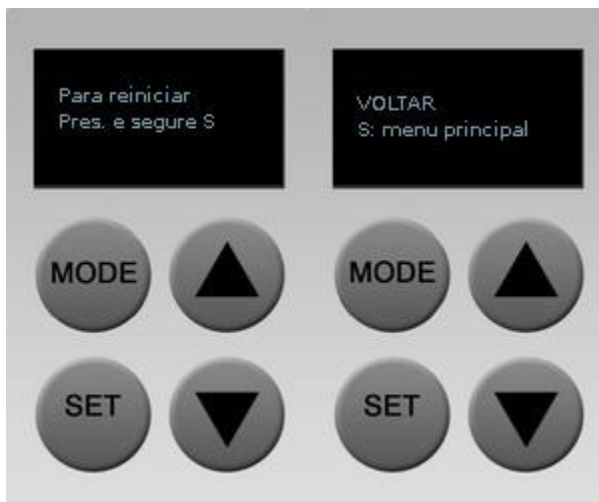 Para reiniciar
Pres. e segure S
MODE
SET
VOLTAR
S: menu principal
MODE
SET